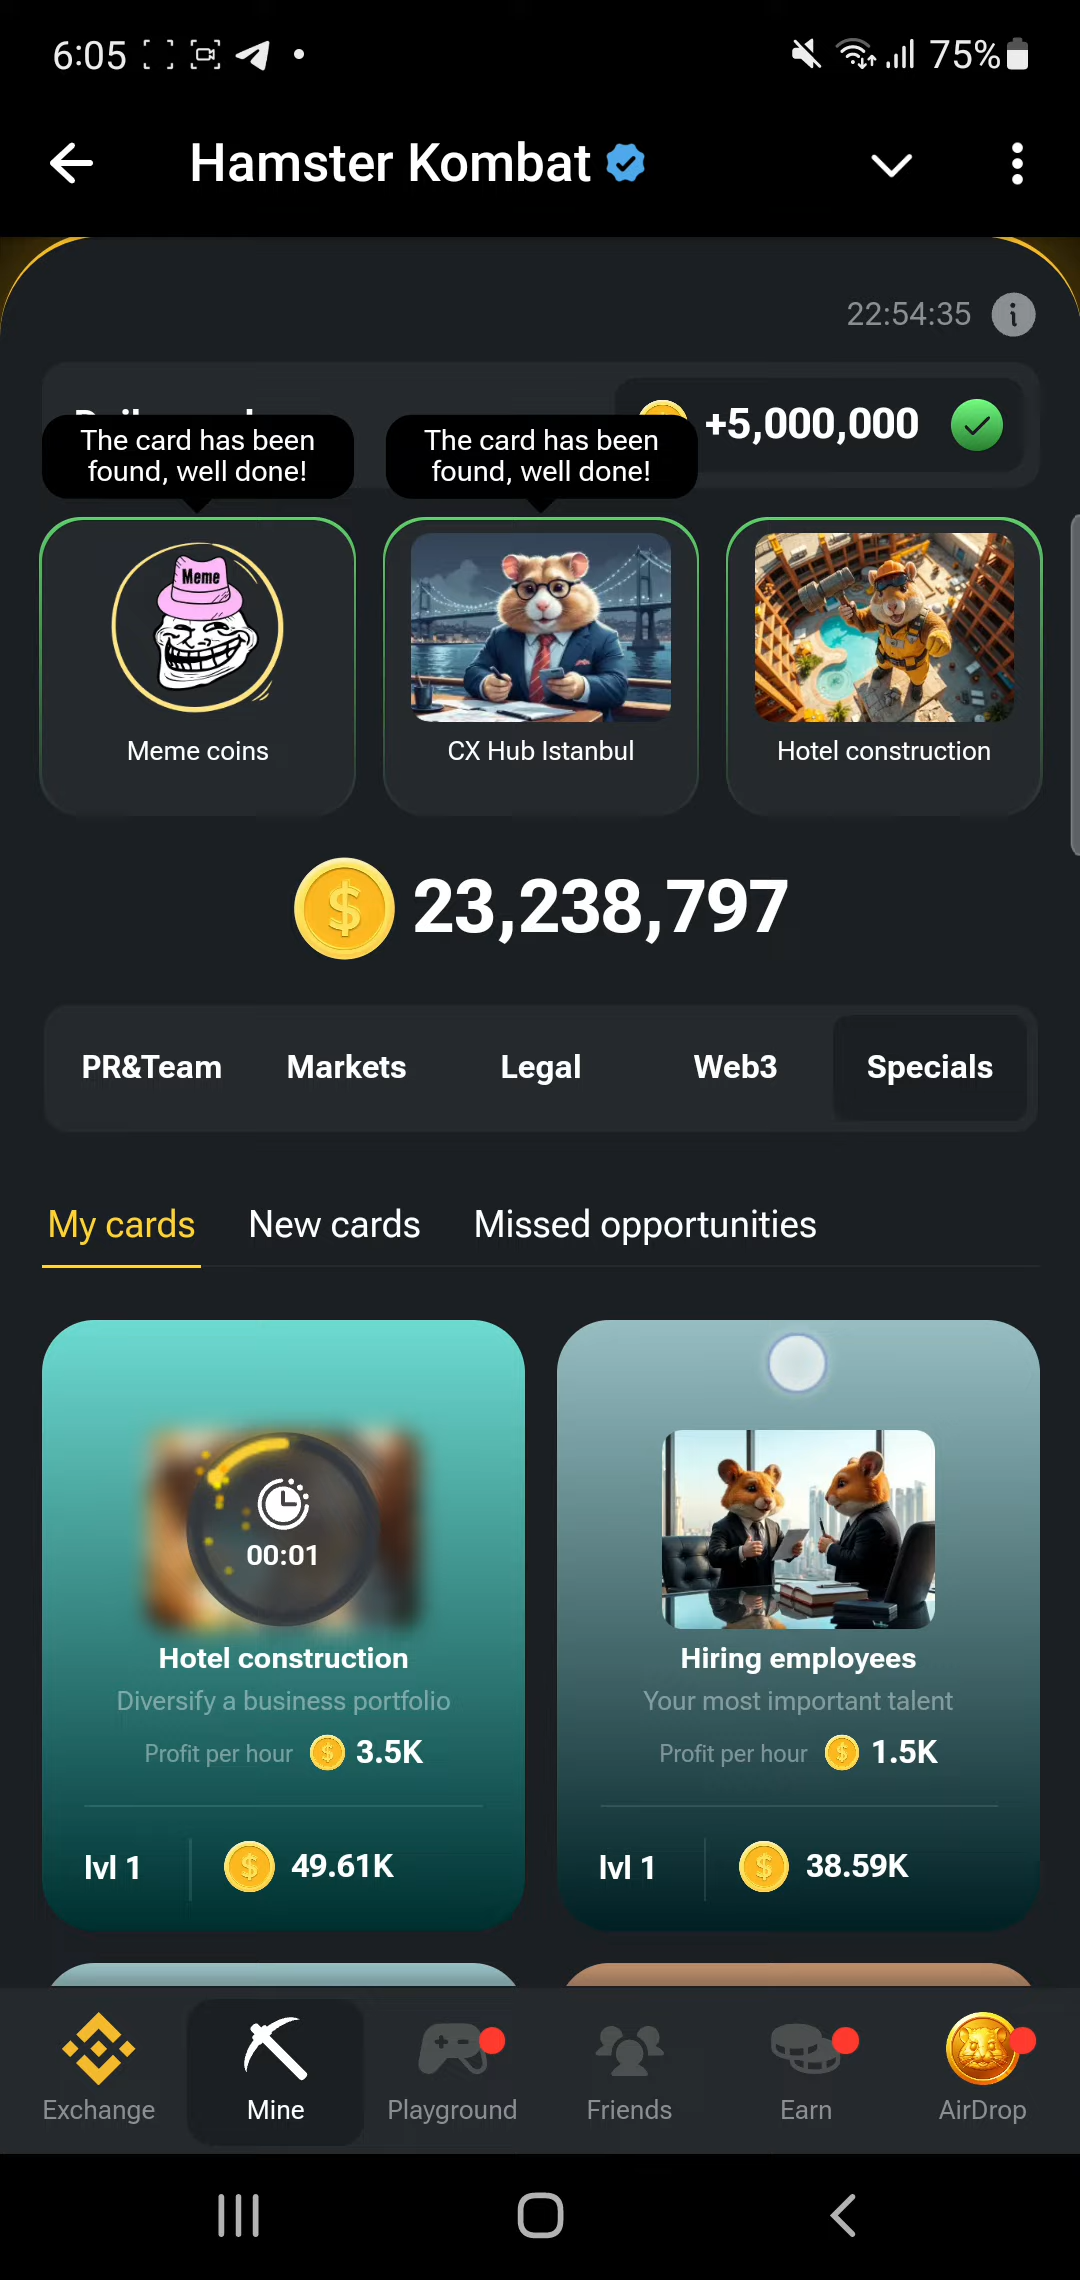 6:05
75%
Hamster Kombat
22:54:35
+5,000,000
The card has been
found, well done!
The card has been
found, well done!
Meme
Meme coins
CX Hub Istanbul
Hotel construction
23,238,797
PR&Team
Markets
Legal
Web3
Specials
My cards
New cards
Missed opportunities
00:01
Hotel construction
Diversify a business portfolio
Profit per hour
3.5K
lvl 1
49.61K
Hiring employees
Your most important talent
Profit per hour
1.5K
lvl 1
38.59K
Exchange
Mine
Playground
Friends
Earn
AirDrop